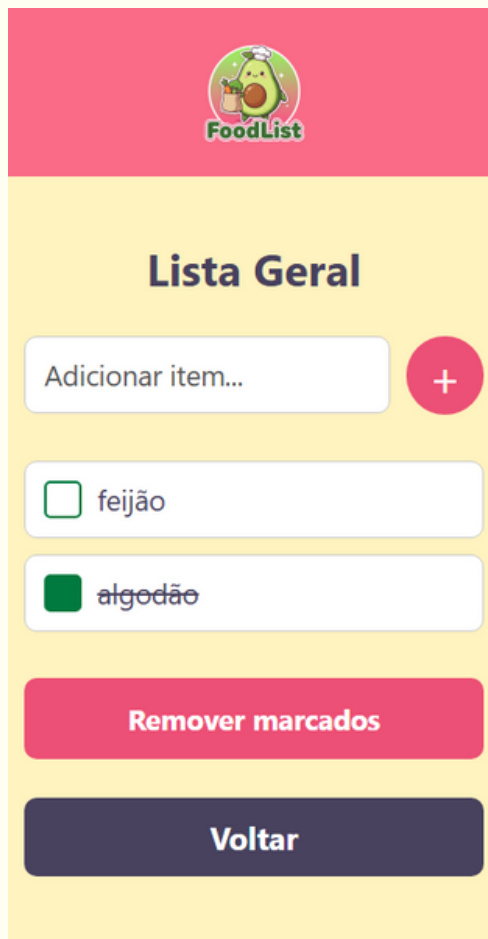 FoodList
Lista Geral
Adicionar item...
+
feijão
algodão
Remover marcados
Voltar